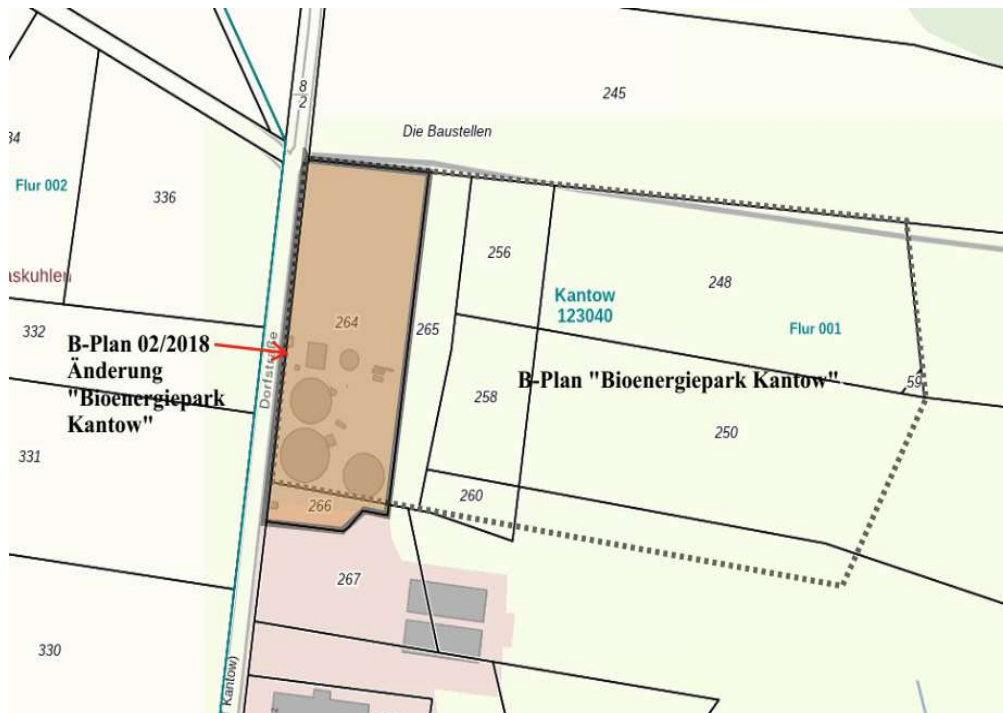 8
2
245
Die Baustellen
34
Flur 002
336
256
248
askuhlen
Kantow
123040
Flur 001
264
265
332
Dorfstraße
B-Plan 02/2018
Änderung
"Bioenergiepark
Kantow"
B-Plan "Bioenergiepark Kantow"
59
258
250
331
260
266
267
330
Kantow)